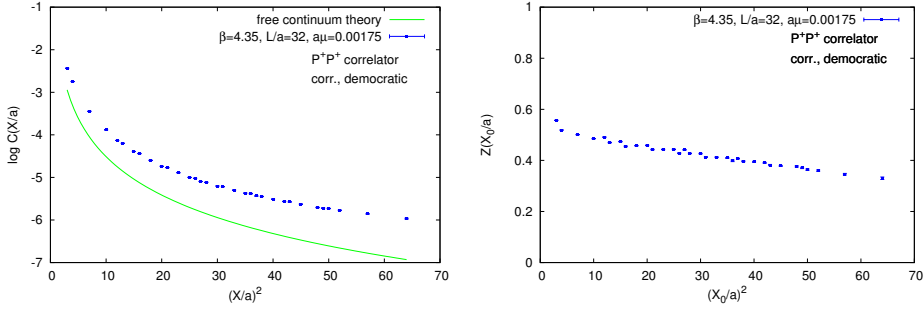 free continuum theory
β=4.35, L/a=32, aμ=0.00175
P⁺P⁺ correlator
corr., democratic
log C(X/a)
-1
-2
-3
-4
-5
-6
-7
0 10 20 30 40 50 60 70
(X/a)²
β=4.35, L/a=32, aμ=0.00175
P⁺P⁺ correlator
corr., democratic
Z(X₀/a)
1
0.8
0.6
0.4
0.2
0
0 10 20 30 40 50 60 70
(X₀/a)²